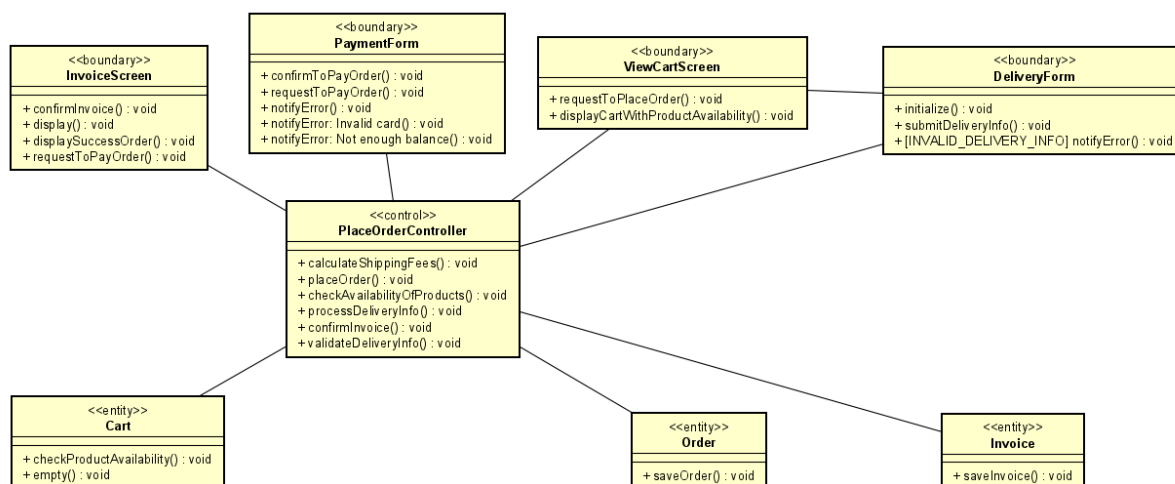 <<boundary>>
InvoiceScreen
+ confirmInvoice() : void
+ display() : void
+ displaySuccessOrder() : void
+ requestToPayOrder() : void
<<boundary>>
PaymentForm
+ confirmToPayOrder() : void
+ requestToPayOrder() : void
+ notifyError() : void
+ notifyError: Invalid card() : void
+ notifyError: Not enough balance() : void
<<boundary>>
ViewCartScreen
+ requestToPlaceOrder() : void
+ displayCartWithProductAvailability() : void
<<boundary>>
DeliveryForm
+ initialize() : void
+ submitDeliveryInfo() : void
+ [INVALID_DELIVERY_INFO] notifyError() : void
<<control>>
PlaceOrderController
+ calculateShippingFees() : void
+ placeOrder() : void
+ checkAvailabilityOfProducts() : void
+ processDeliveryInfo() : void
+ confirmInvoice() : void
+ validateDeliveryInfo() : void
<<entity>>
Cart
+ checkProductAvailability() : void
+ empty() : void
<<entity>>
Order
+ saveOrder() : void
<<entity>>
Invoice
+ saveInvoice() : void